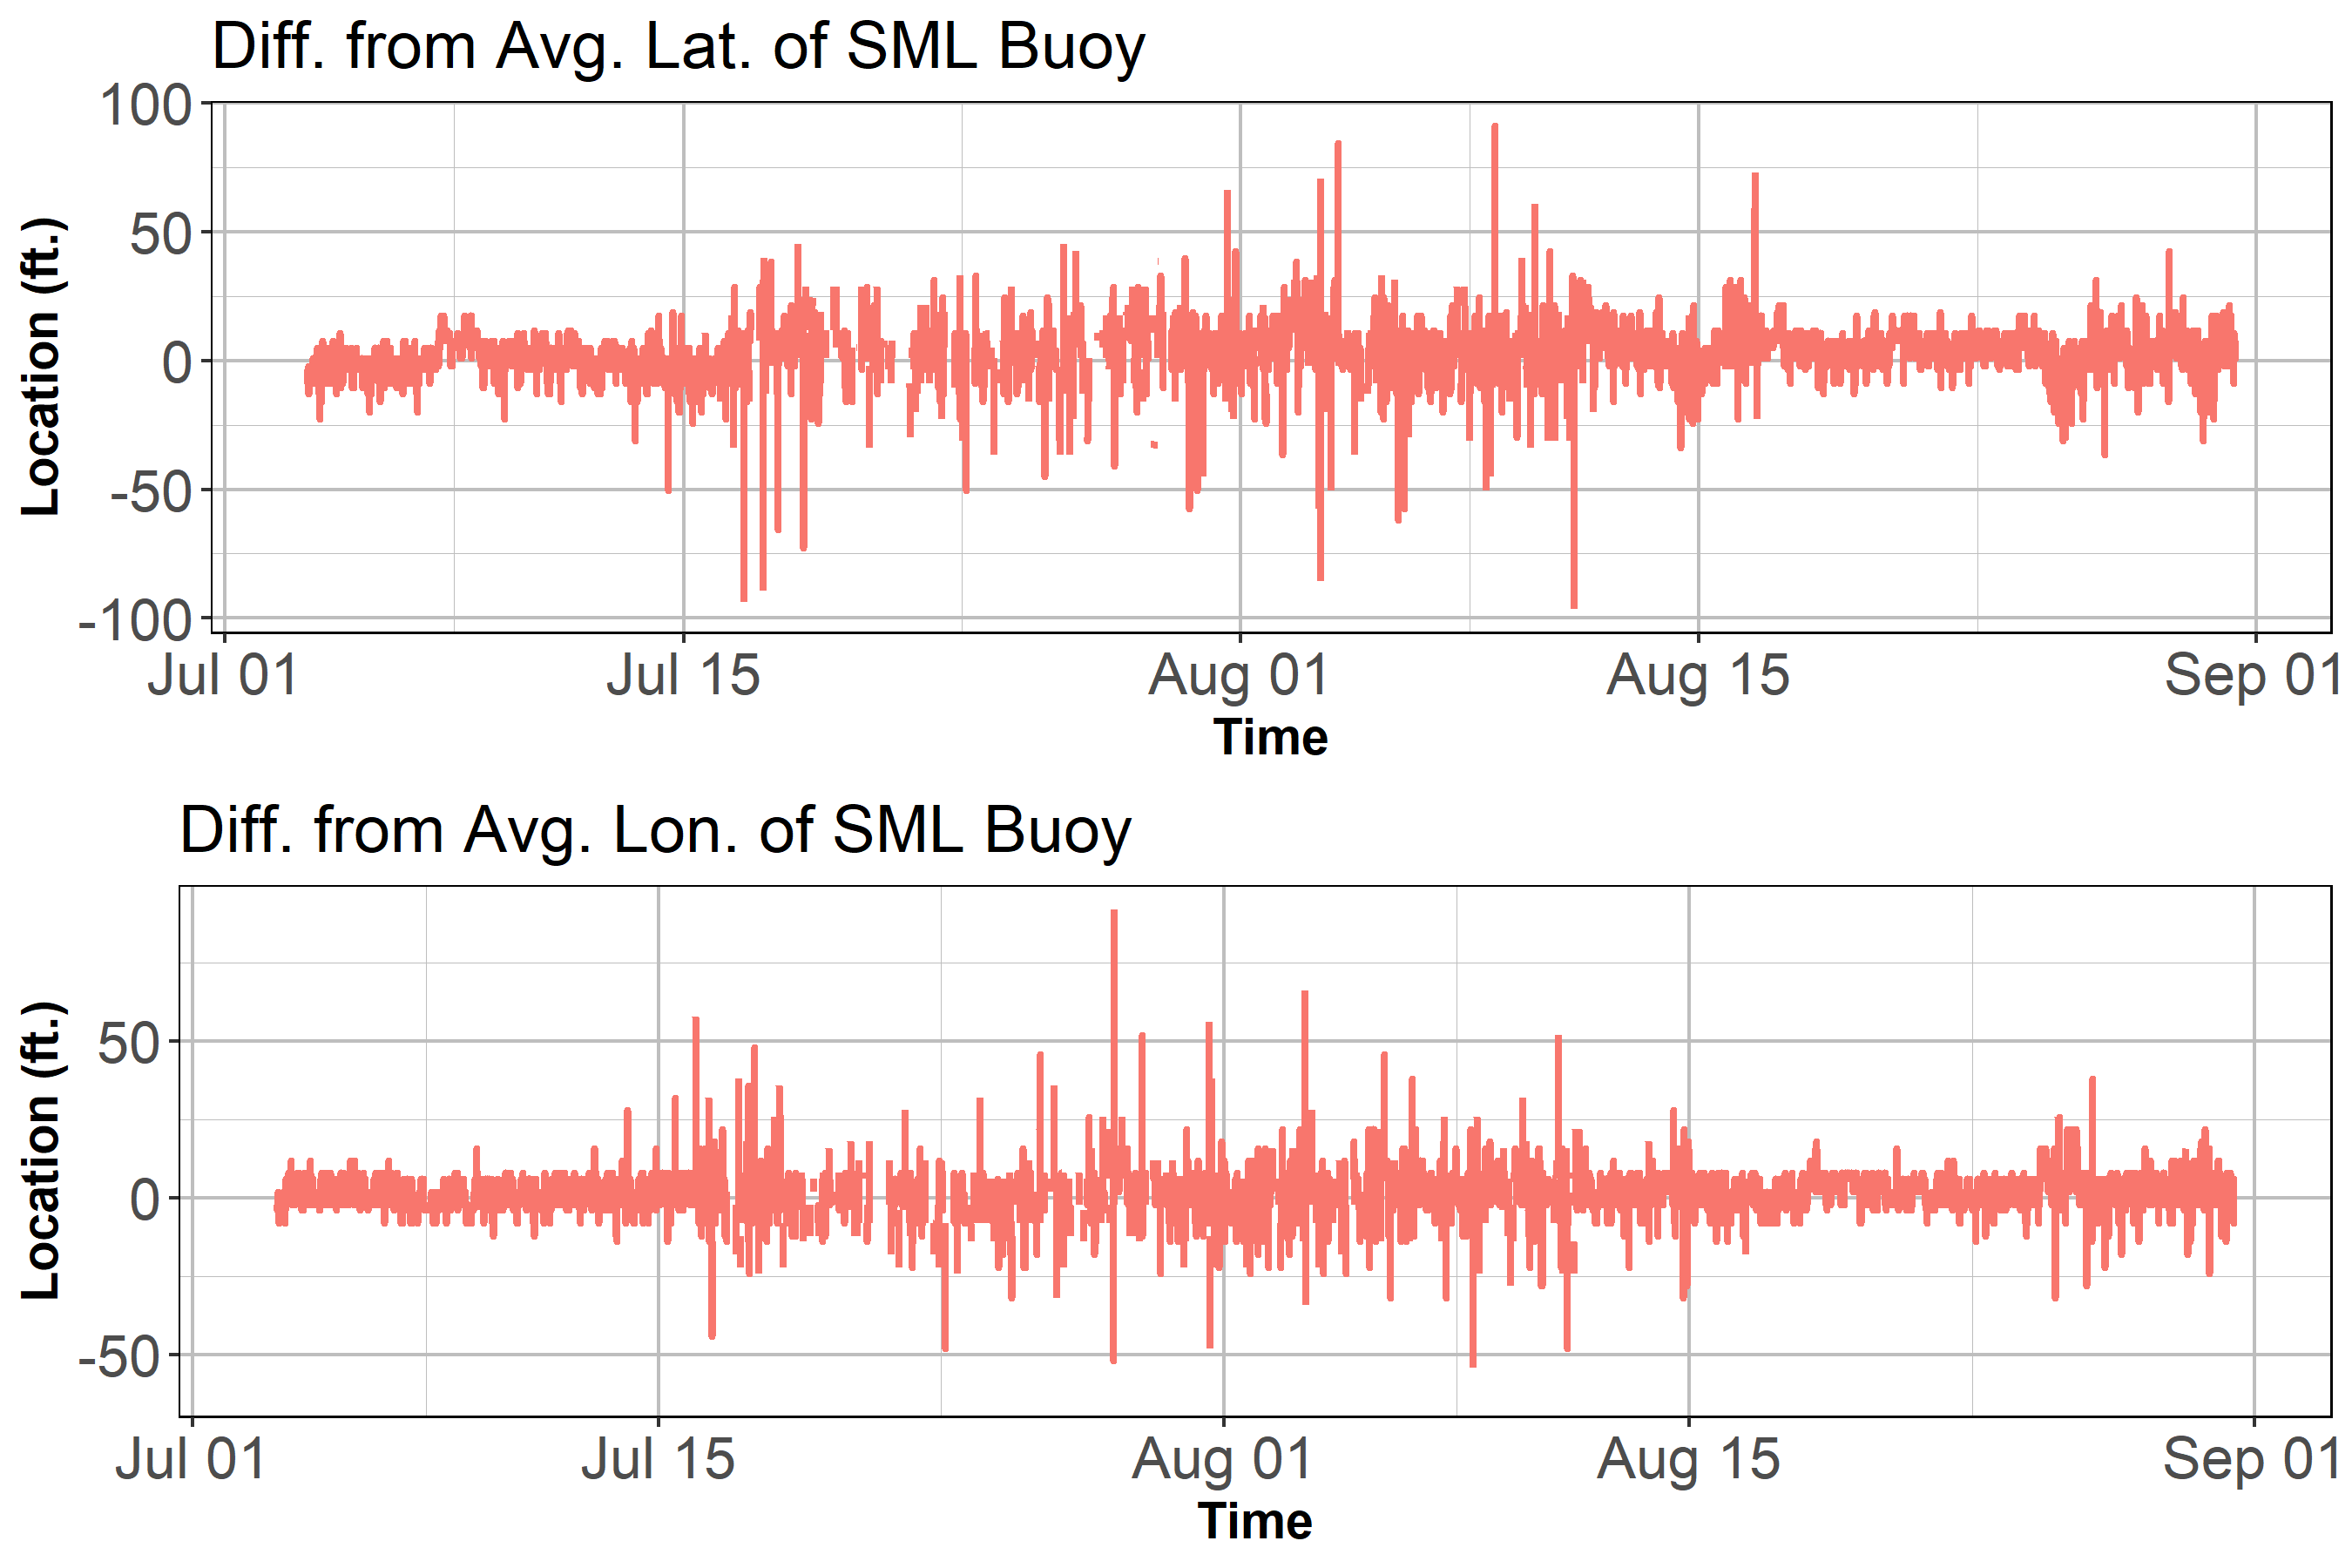 Diff. from Avg. Lat. of SML Buoy
Location (ft.)
100
50
0
-50
-100
Jul 01 Jul 15 Aug 01 Aug 15 Sep 01
Time
Diff. from Avg. Lon. of SML Buoy
Location (ft.)
50
0
-50
Jul 01 Jul 15 Aug 01 Aug 15 Sep 01
Time